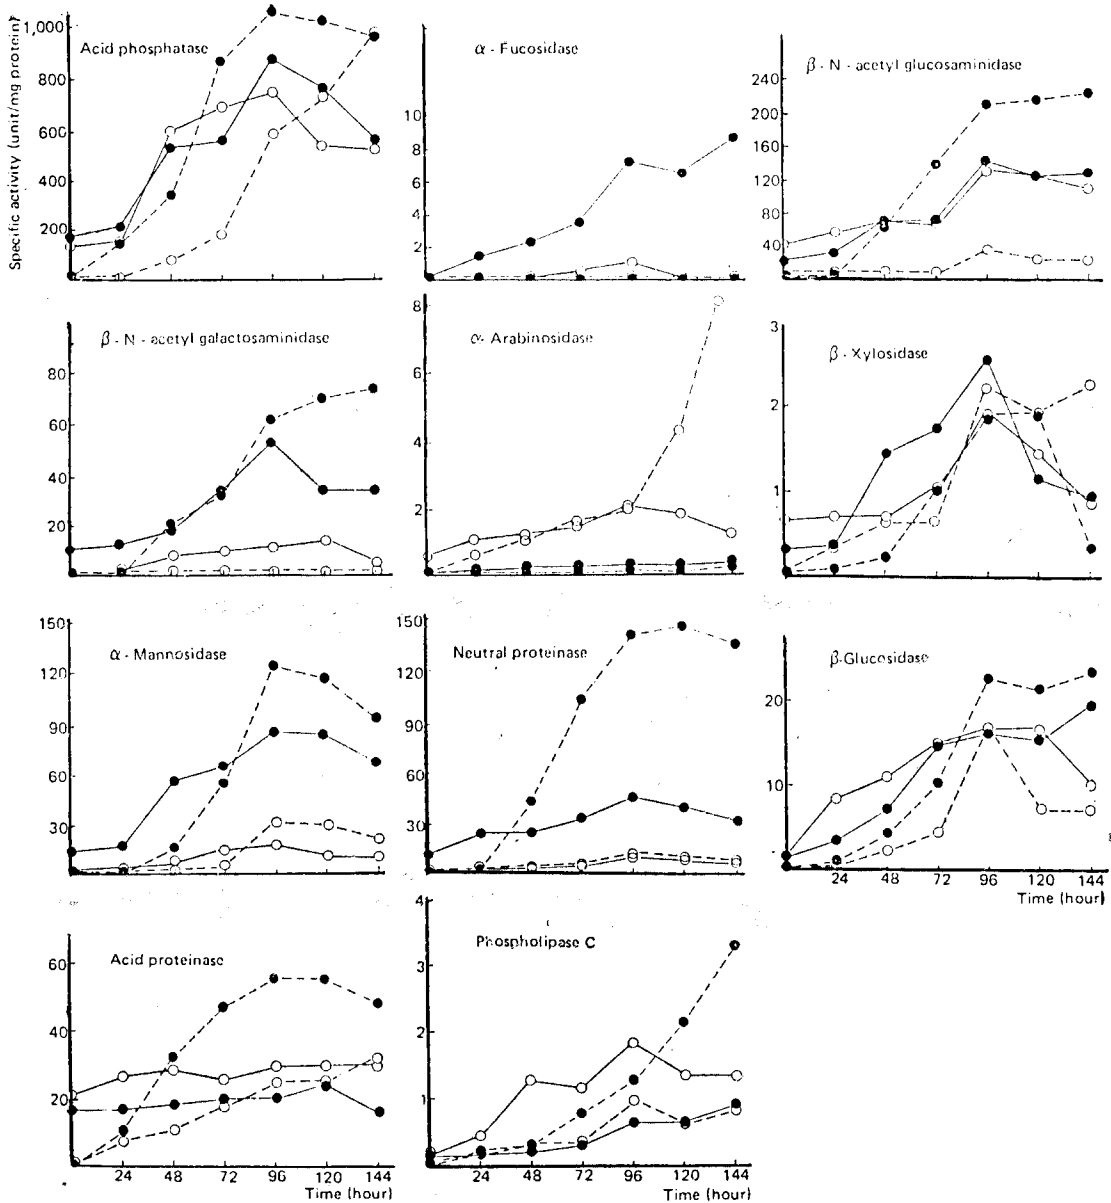 Specific activity (unit/mg protein)
1,000
800
600
400
200
Acid phosphatase
10
8
6
4
2
α - Fucosidase
240
200
160
120
80
40
β - N - acetyl glucosaminidase
80
60
40
20
β - N - acetyl galactosaminidase
8
6
4
2
α- Arabinosidase
3
2
1
β - Xylosidase
150
120
90
60
30
α - Mannosidase
150
120
90
60
30
Neutral proteinase
20
10
β-Glucosidase
24 48 72 96 120 144
Time (hour)
60
40
20
Acid proteinase
24 48 72 96 120 144
Time (hour)
4
3
2
1
Phospholipase C
24 48 72 96 120 144
Time (hour)